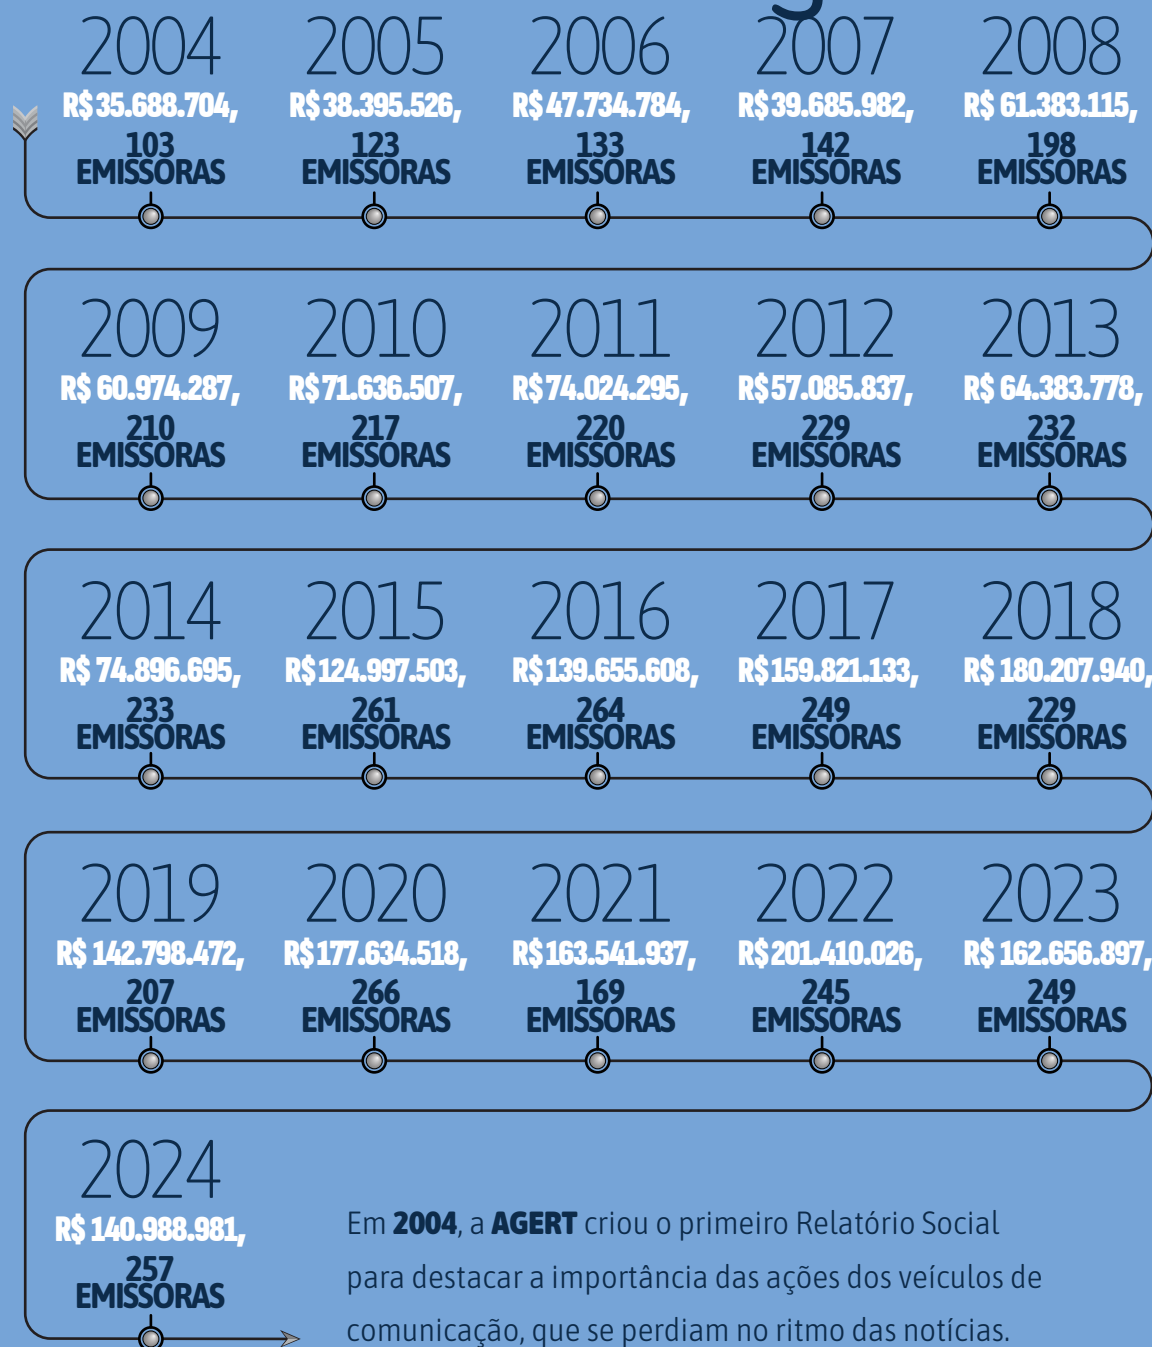 2004 2005 2006 2007 2008
R$ 35.688.704, R$ 38.395.526, R$ 47.734.784, R$ 39.685.982, R$ 61.383.115,
103 123 133 142 198
EMISSORAS EMISSORAS EMISSORAS EMISSORAS EMISSORAS
2009 2010 2011 2012 2013
R$ 60.974.287, R$ 71.636.507, R$ 74.024.295, R$ 57.085.837, R$ 64.383.778,
210 217 220 229 232
EMISSORAS EMISSORAS EMISSORAS EMISSORAS EMISSORAS
2014 2015 2016 2017 2018
R$ 74.896.695, R$ 124.997.503, R$ 139.655.608, R$ 159.821.133, R$ 180.207.940,
233 261 264 249 229
EMISSORAS EMISSORAS EMISSORAS EMISSORAS EMISSORAS
2019 2020 2021 2022 2023
R$ 142.798.472, R$ 177.634.518, R$ 163.541.937, R$ 201.410.026, R$ 162.656.897,
207 266 169 245 249
EMISSORAS EMISSORAS EMISSORAS EMISSORAS EMISSORAS
2024
R$ 140.988.981,
257
EMISSORAS
Em 2004, a AGERT criou o primeiro Relatório Social
para destacar a importância das ações dos veículos de
comunicação, que se perdiam no ritmo das notícias.